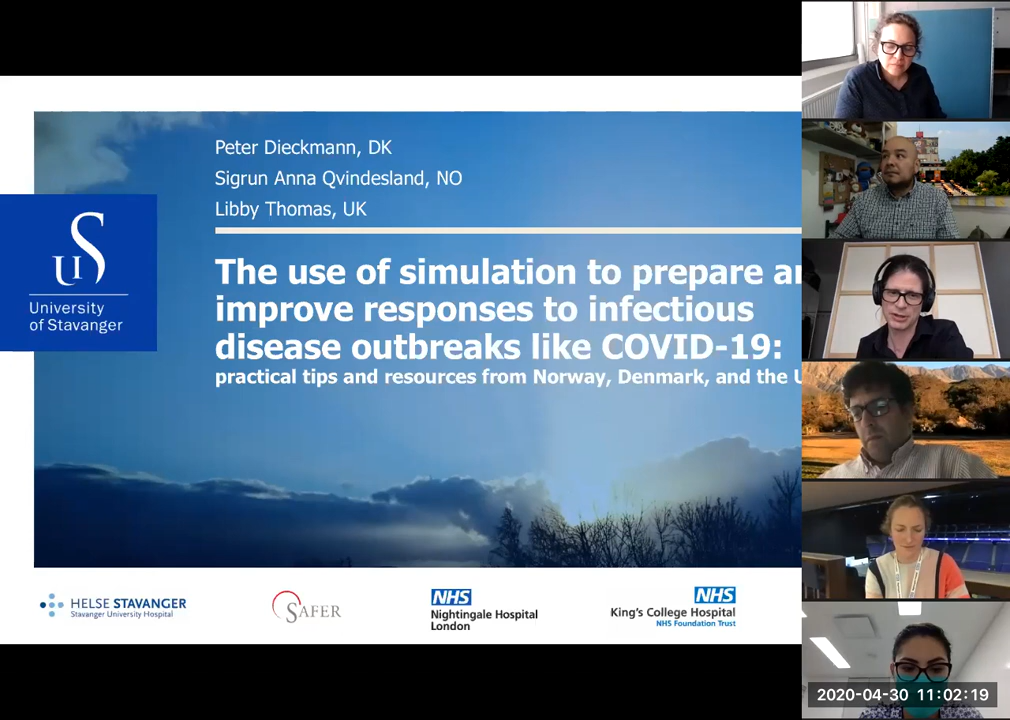 Peter Dieckmann, DK
Sigrun Anna Qvindesland, NO
Libby Thomas, UK
uS
University
of Stavanger
The use of simulation to prepare
improve responses to infectious
disease outbreaks like COVID-19:
practical tips and resources from Norway, Denmark, and the
HELSE STAVANGER
Stavanger University Hospital
SAFER
NHS
Nightingale Hospital
London
NHS
King's College Hospital
NHS Foundation Trust
2020-04-30 11:02:19